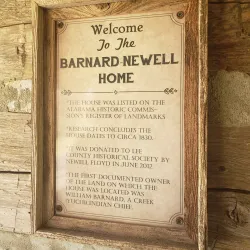 Welcome
To The
BARNARD-NEWELL
HOME
*THE HOUSE WAS LISTED ON THE
ALABAMA HISTORIC COMMIS-
SIONS REGISTER OF LANDMARKS
*RESEARCH CONCLUDES THE
HOUSE DATES TO CIRCA 1830.
*IT WAS DONATED TO LEE
COUNTY HISTORICAL SOCIETY BY
NEWELL FLOYD IN JUNE 2012
*THE FIRST DOCUMENTED OWNER
OF THE LAND ON WHICH THE
HOUSE WAS LOCATED WAS
WILLIAM BARNARD, A CREEK
INDIAN CHIEF.